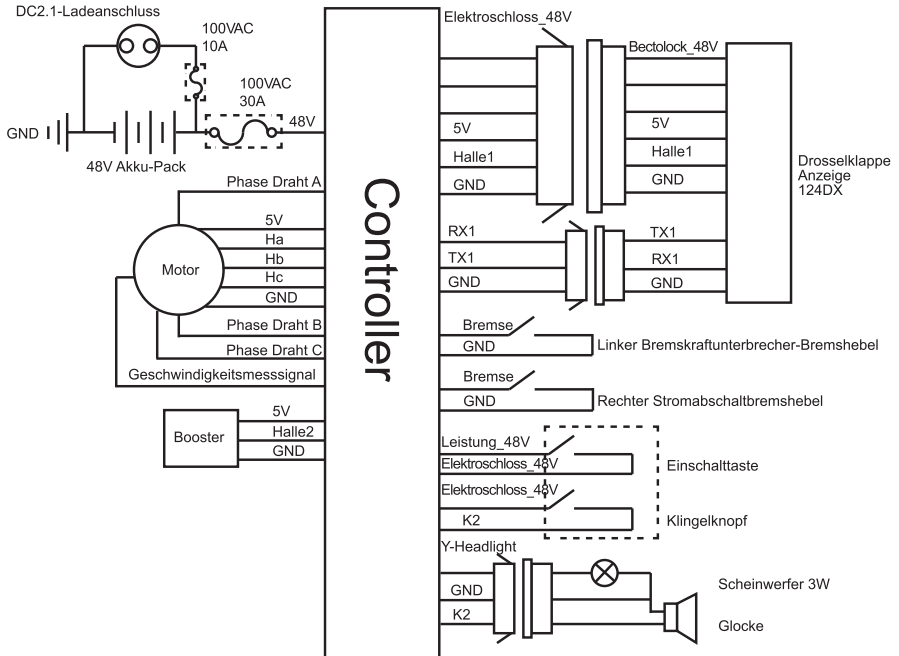 DC2.1-Ladeanschluss
100VAC
10A
100VAC
30A
48V
GND
48V Akku-Pack
Phase Draht A
5V
Ha
Hb
Hc
GND
Motor
Phase Draht B
Phase Draht C
Geschwindigkeitsmesssignal
5V
Halle2
GND
Booster
Controller
Elektroschloss_48V
5V
Halle1
GND
Bectolock_48V
5V
Halle1
GND
Drosselklappe
Anzeige
124DX
RX1
TX1
GND
TX1
RX1
GND
Bremse
GND
Linker Bremskraftunterbrecher-Bremshebel
Bremse
GND
Rechter Stromabschaltbremshebel
Leistung_48V
Elektroschloss_48V
Einschalttaste
Elektroschloss_48V
K2
Klingelknopf
Y-Headlight
GND
K2
Scheinwerfer 3W
Glocke